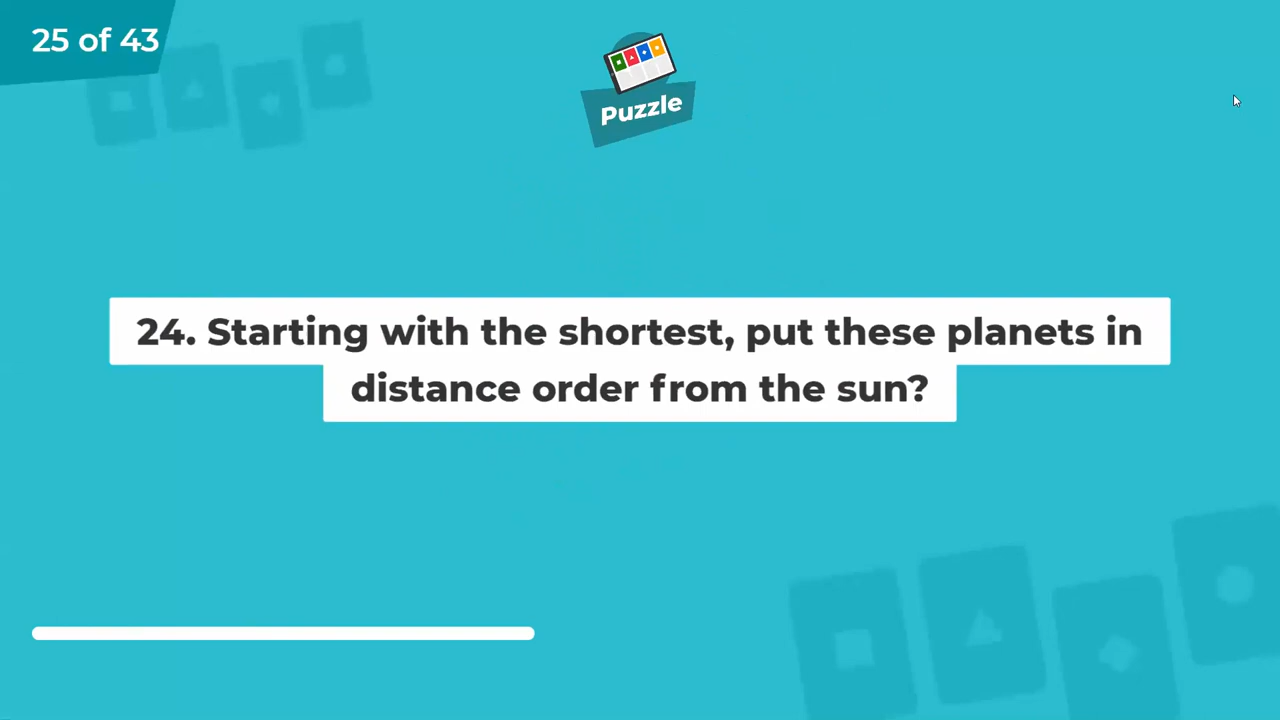 25 of 43
Puzzle
24. Starting with the shortest, put these planets in
distance order from the sun?